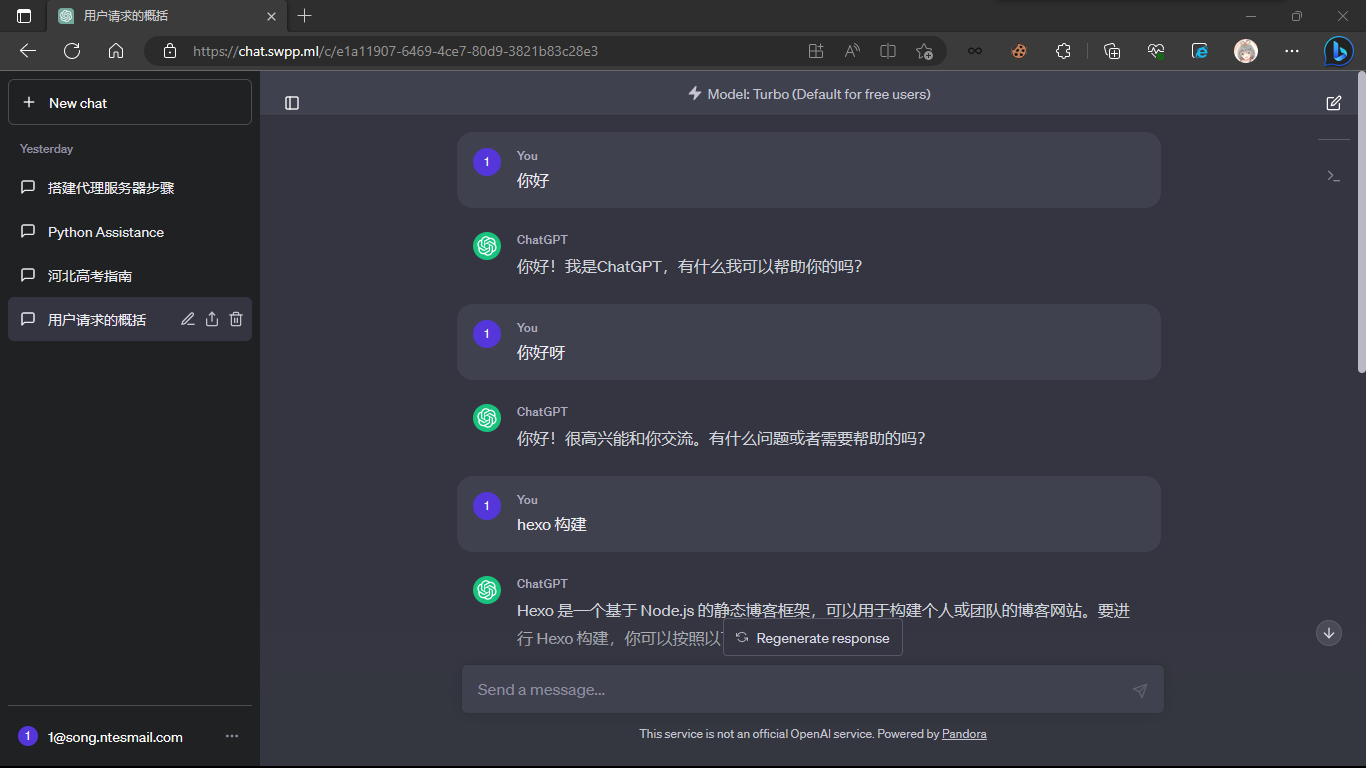 用户请求的概括
https://chat.swpp.ml/c/e1a11907-6469-4ce7-80d9-3821b83c28e3
New chat
Yesterday
搭建代理服务器步骤
Python Assistance
河北高考指南
用户请求的概括
1
1@song.ntesmail.com
Model: Turbo (Default for free users)
1
You
你好
ChatGPT
你好！我是ChatGPT，有什么我可以帮助你的吗？
1
You
你好呀
ChatGPT
你好！很高兴能和你交流。有什么问题或者需要帮助的吗？
1
You
hexo 构建
ChatGPT
Hexo 是一个基于 Node.js 的静态博客框架，可以用于构建个人或团队的博客网站。要进
行 Hexo 构建，你可以按照以
Regenerate response
Send a message...
This service is not an official OpenAI service. Powered by Pandora